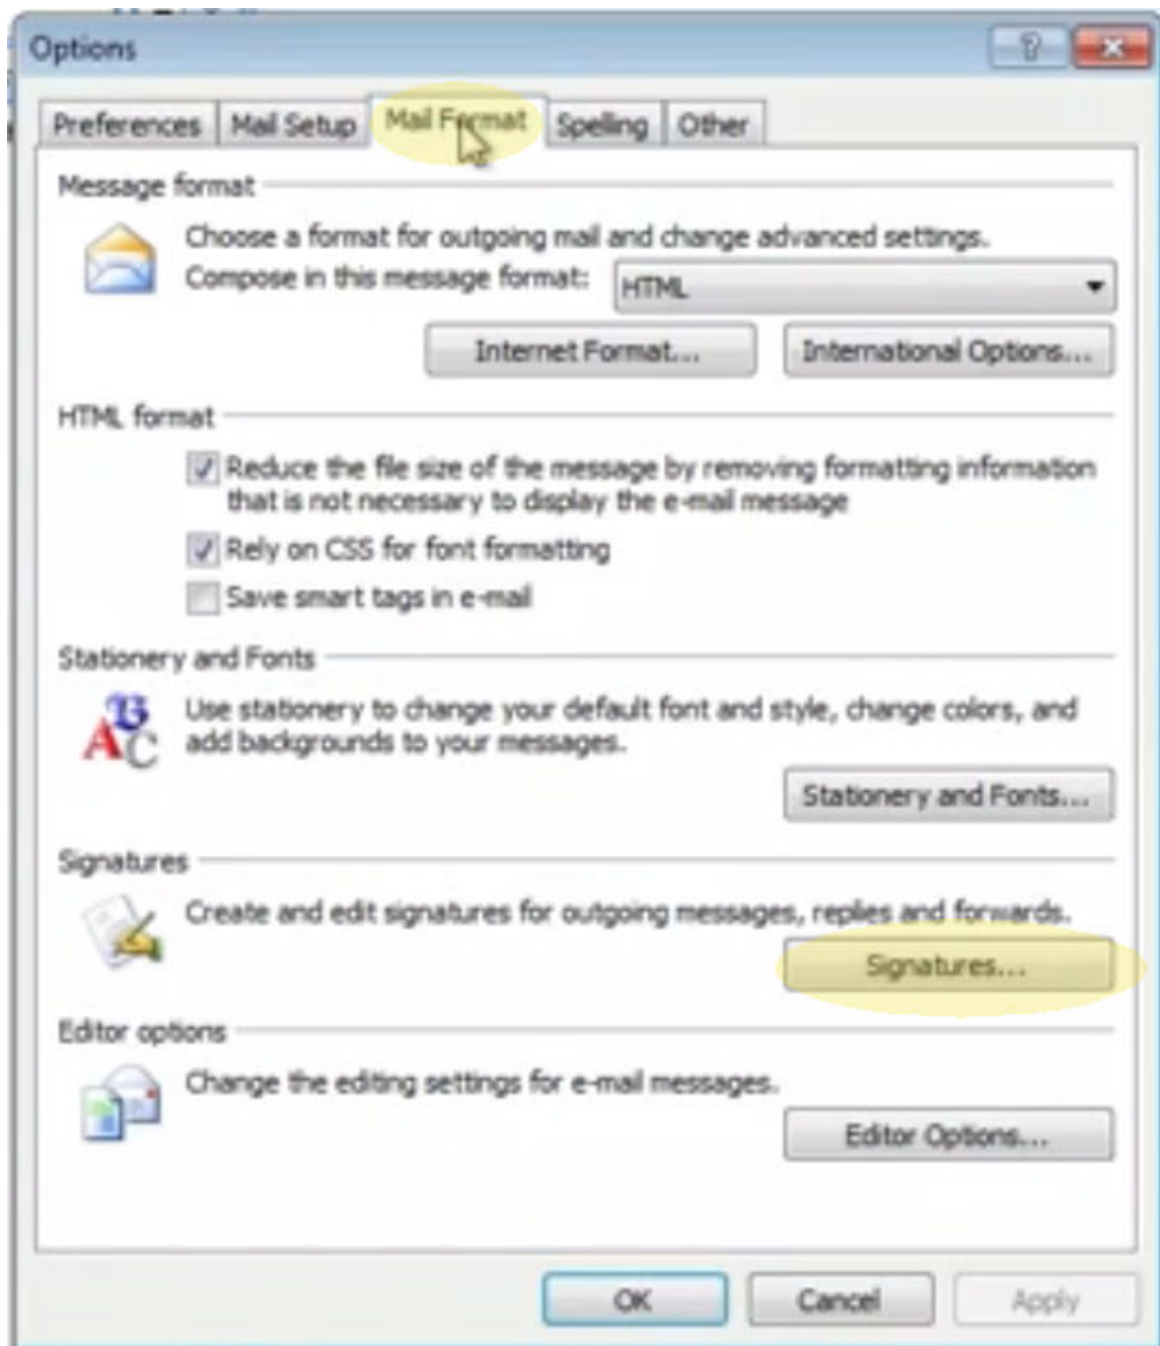 Options
Preferences Mail Setup Mail Format Spelling Other
Message format
Choose a format for outgoing mail and change advanced settings.
Compose in this message format: HTML
Internet Format... International Options...
HTML format
Reduce the file size of the message by removing formatting information
that is not necessary to display the e-mail message
Rely on CSS for font formatting
Save smart tags in e-mail
Stationery and Fonts
Use stationery to change your default font and style, change colors, and
add backgrounds to your messages.
Stationery and Fonts...
Signatures
Create and edit signatures for outgoing messages, replies and forwards.
Signatures...
Editor options
Change the editing settings for e-mail messages.
Editor Options...
OK Cancel Apply